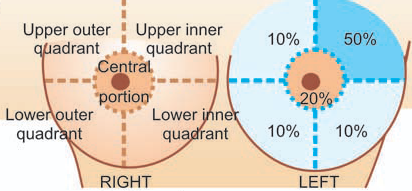 Upper outer
quadrant
Upper inner
quadrant
Central
portion
Lower outer
quadrant
Lower inner
quadrant
RIGHT
10%
50%
20%
10%
10%
LEFT